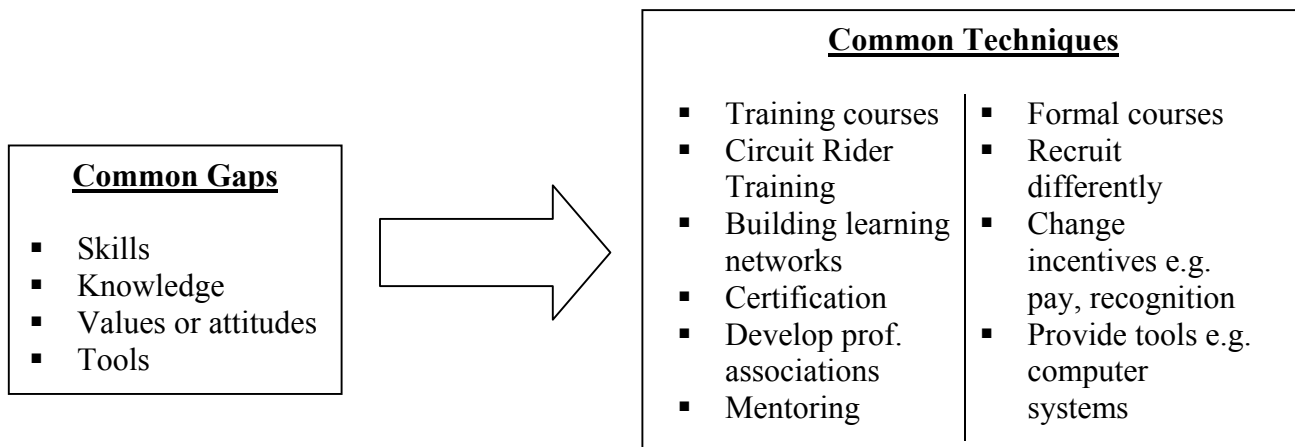 Common Gaps
▪ Skills
▪ Knowledge
▪ Values or attitudes
▪ Tools
Common Techniques
▪ Training courses
▪ Circuit Rider
Training
▪ Building learning
networks
▪ Certification
▪ Develop prof.
associations
▪ Mentoring
▪ Formal courses
▪ Recruit
differently
▪ Change
incentives e.g.
pay, recognition
▪ Provide tools e.g.
computer
systems